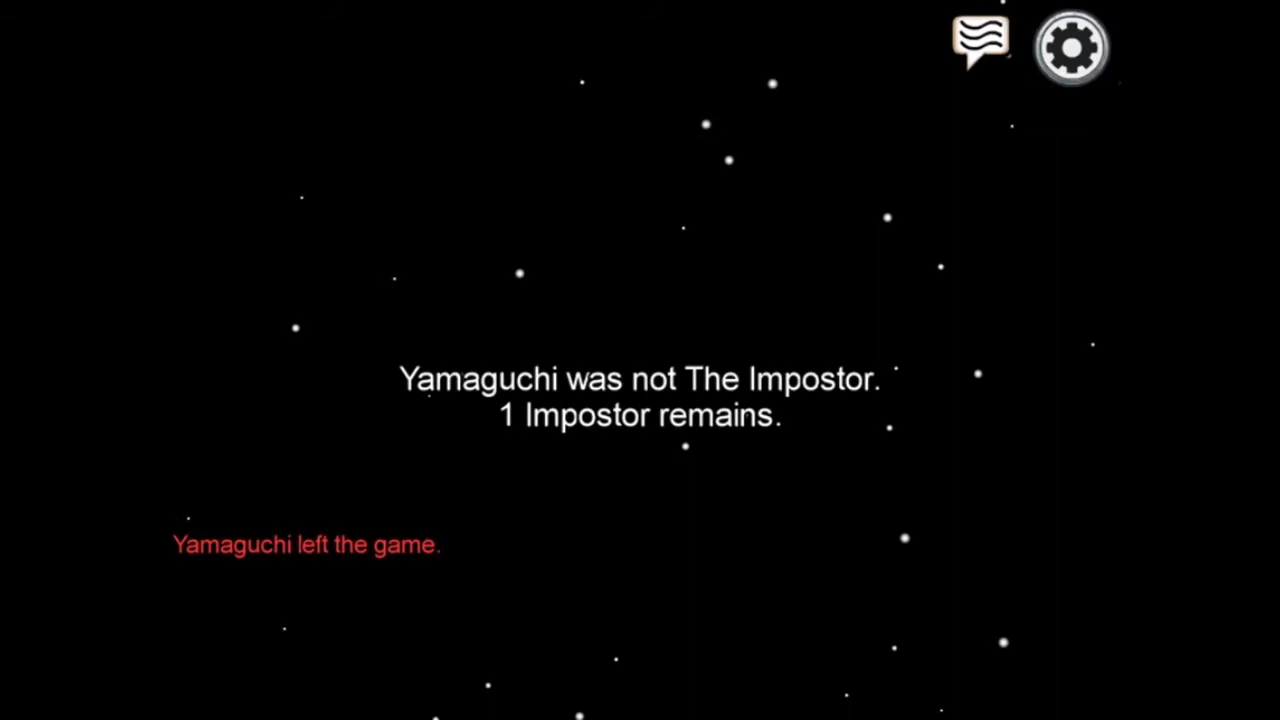 Yamaguchi was not The Impostor.
1 Impostor remains.
Yamaguchi left the game.